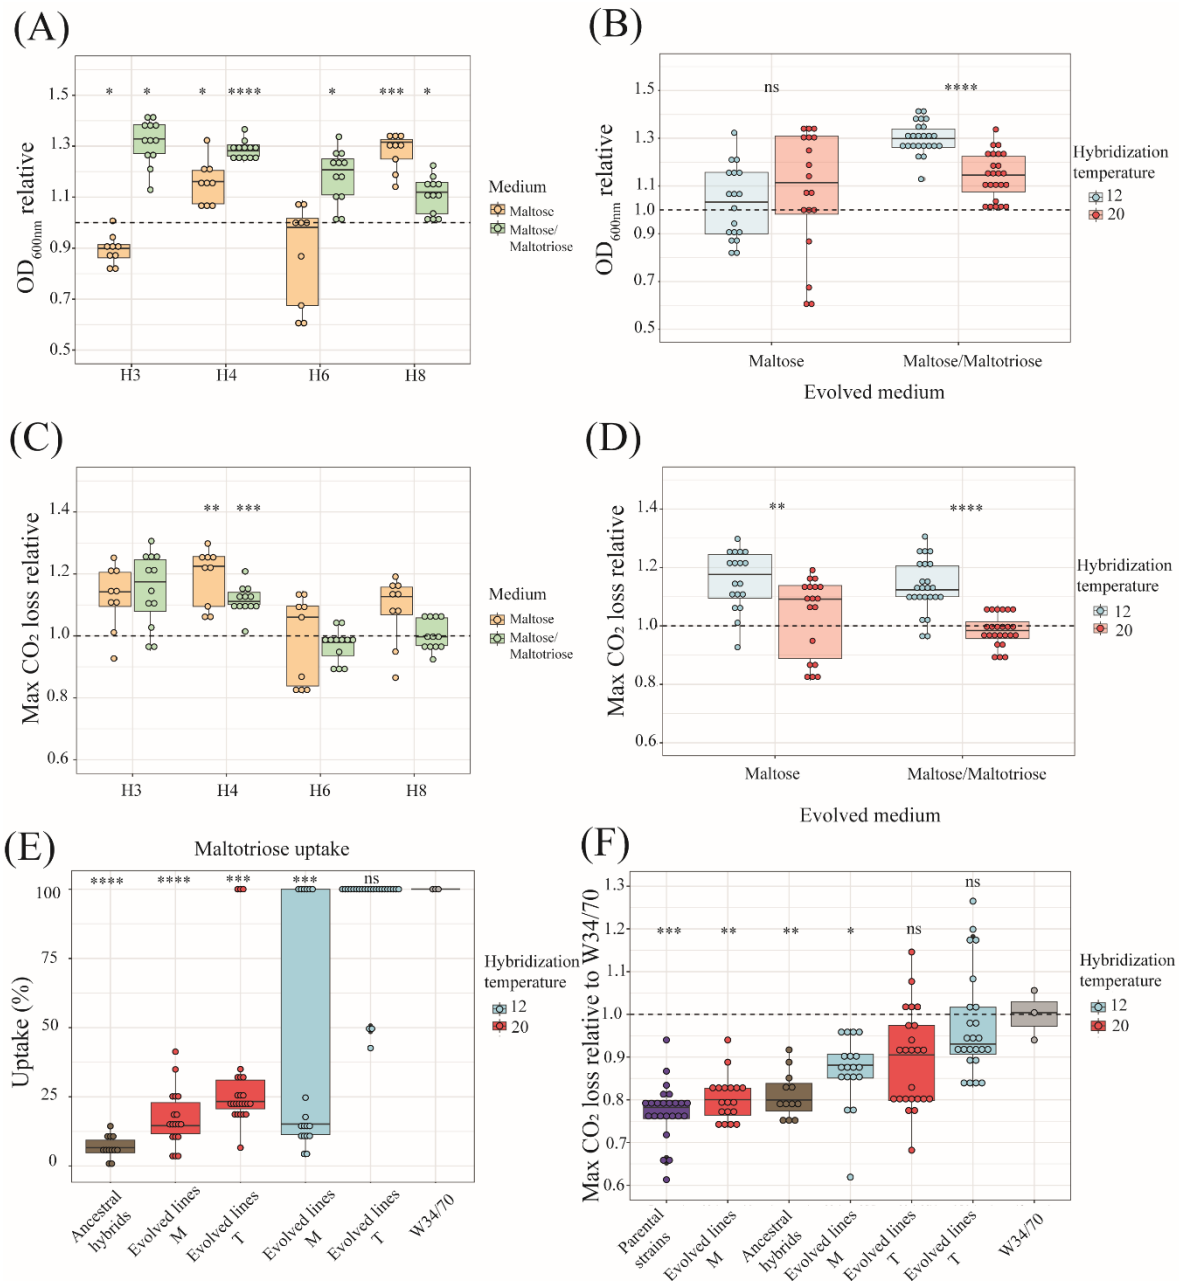 (A)
* * * **** * *** *
1.5
1.3
1.1
1.0
0.9
0.7
0.5
OD600nm relative
H3 H4 H6 H8
Medium
Maltose
Maltose/
Maltotriose
(B)
ns ****
1.5
1.3
1.1
1.0
0.9
0.7
0.5
OD600nm relative
Maltose Maltose/Maltotriose
Evolved medium
Hybridization
temperature
12
20
(C)
** ***
1.4
1.2
1.0
0.8
0.6
Max CO₂ loss relative
H3 H4 H6 H8
Medium
Maltose
Maltose/
Maltotriose
(D)
** ****
1.4
1.2
1.0
0.8
0.6
Max CO₂ loss relative
Maltose Maltose/Maltotriose
Evolved medium
Hybridization
temperature
12
20
(E)
Maltotriose uptake
**** **** *** *** ns
100
75
50
25
0
Uptake (%)
Ancestral
hybrids
Evolved lines
M
Evolved lines
T
Evolved lines
M
Evolved lines
T
W34/70
Hybridization
temperature
12
20
(F)
*** ** ** * ns ns
1.3
1.2
1.1
1.0
0.9
0.8
0.7
0.6
Max CO₂ loss relative to W34/70
Parental
strains
Evolved lines
M
Ancestral
hybrids
Evolved lines
M
Evolved lines
T
Evolved lines
T
W34/70
Hybridization
temperature
12
20